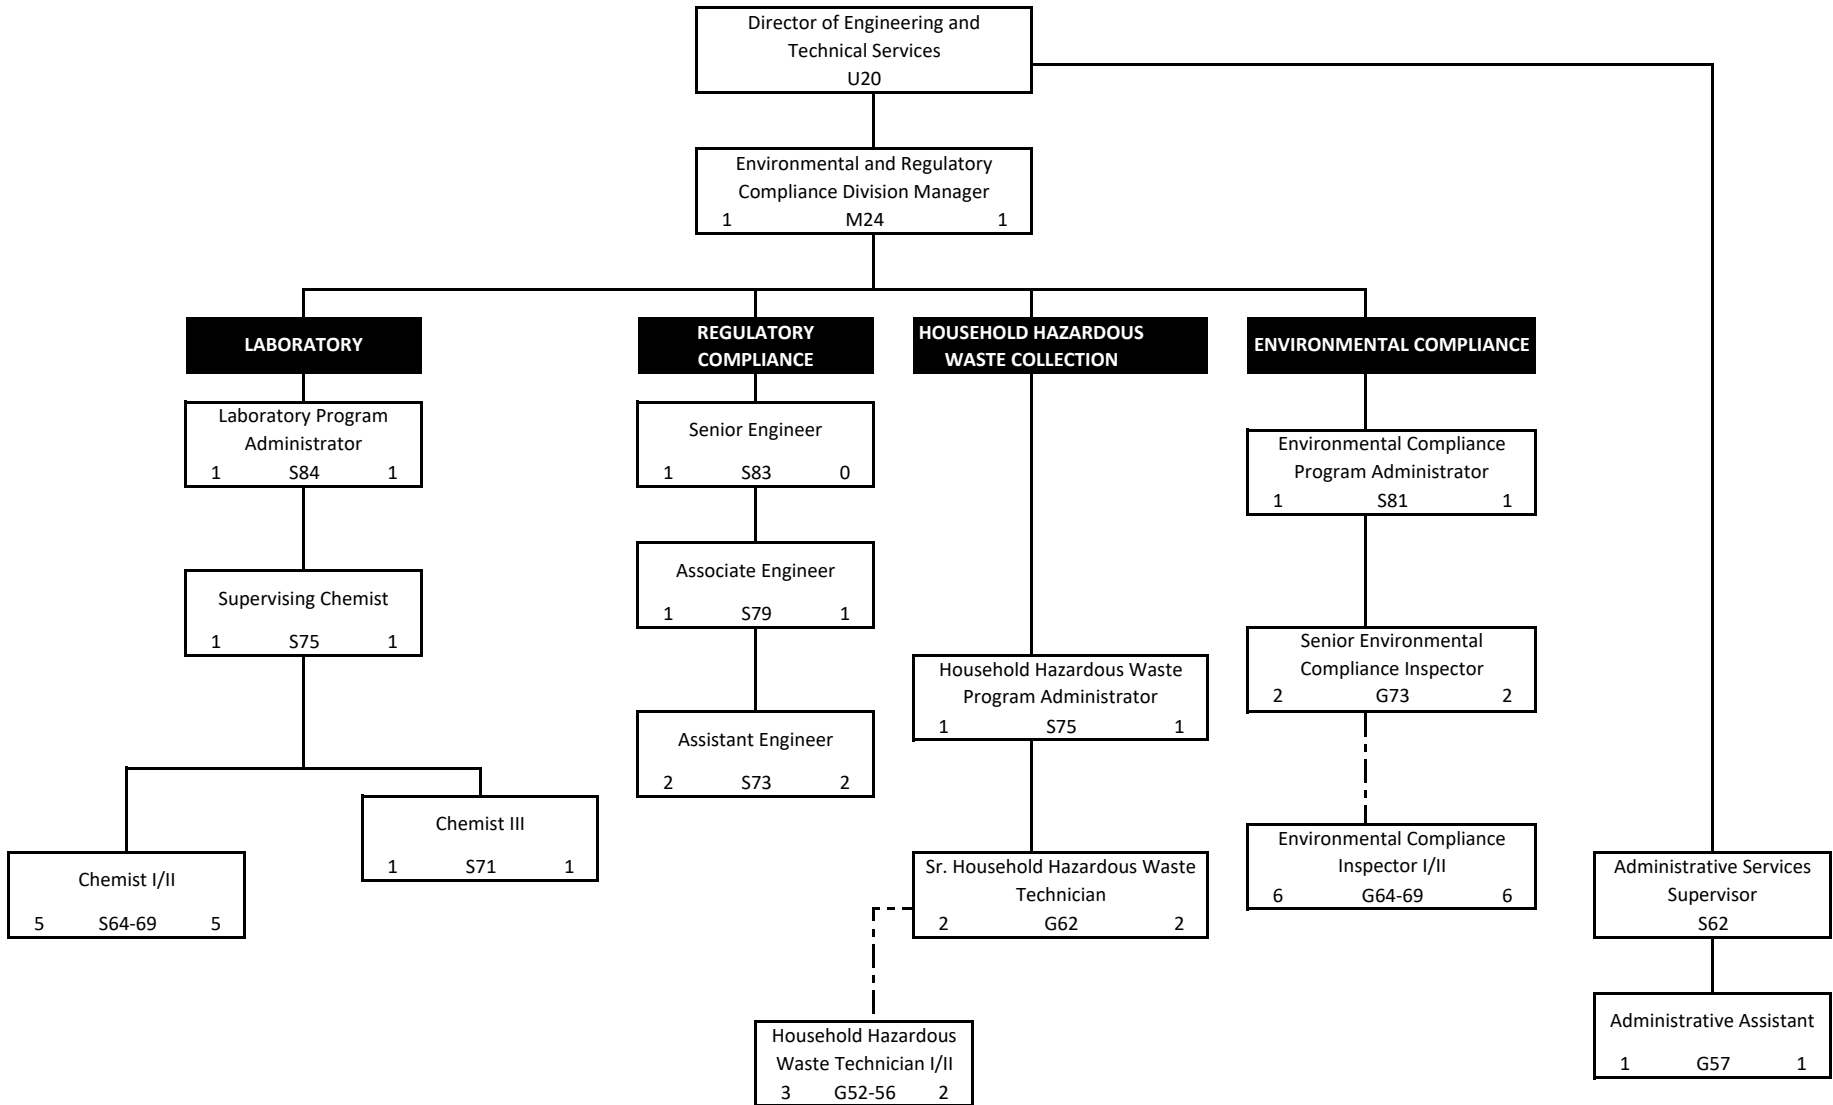 Director of Engineering and
Technical Services
U20
Environmental and Regulatory
Compliance Division Manager
1 M24 1
LABORATORY
REGULATORY
COMPLIANCE
HOUSEHOLD HAZARDOUS
WASTE COLLECTION
ENVIRONMENTAL COMPLIANCE
Laboratory Program
Administrator
1 S84 1
Senior Engineer
1 S83 0
Environmental Compliance
Program Administrator
1 S81 1
Supervising Chemist
1 S75 1
Associate Engineer
1 S79 1
Household Hazardous Waste
Program Administrator
1 S75 1
Senior Environmental
Compliance Inspector
2 G73 2
Assistant Engineer
2 S73 2
Chemist III
1 S71 1
Chemist I/II
5 S64-69 5
Sr. Household Hazardous Waste
Technician
2 G62 2
Environmental Compliance
Inspector I/II
6 G64-69 6
Administrative Services
Supervisor
S62
Household Hazardous
Waste Technician I/II
3 G52-56 2
Administrative Assistant
1 G57 1